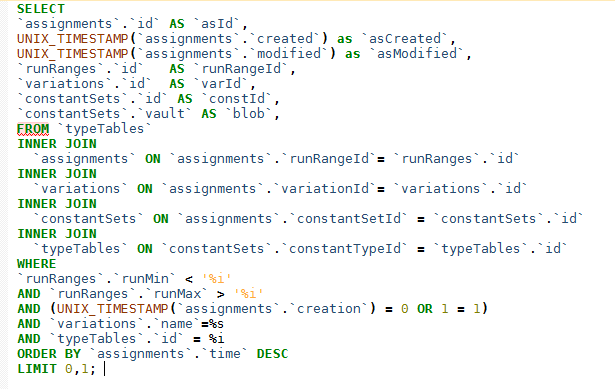 SELECT
`assignments`.`id` AS `asId`,
UNIX_TIMESTAMP(`assignments`.`created`) as `asCreated`,
UNIX_TIMESTAMP(`assignments`.`modified`) as `asModified`,
`runRanges`.`id`   AS `runRangeId`,
`variations`.`id`  AS `varId`,
`constantSets`.`id` AS `constId`,
`constantSets`.`vault` AS `blob`,
FROM `typeTables`
INNER JOIN
  `assignments` ON `assignments`.`runRangeId`= `runRanges`.`id`
INNER JOIN
  `variations` ON `assignments`.`variationId`= `variations`.`id`
INNER JOIN
  `constantSets` ON `assignments`.`constantSetId` = `constantSets`.`id`
INNER JOIN
  `typeTables` ON `constantSets`.`constantTypeId` = `typeTables`.`id`
WHERE
`runRanges`.`runMin` < '%i'
AND `runRanges`.`runMax` > '%i'
AND (UNIX_TIMESTAMP(`assignments`.`creation`) = 0 OR 1 = 1)
AND `variations`.`name`=%s
AND `typeTables`.`id` = %i
ORDER BY `assignments`.`time` DESC
LIMIT 0,1;